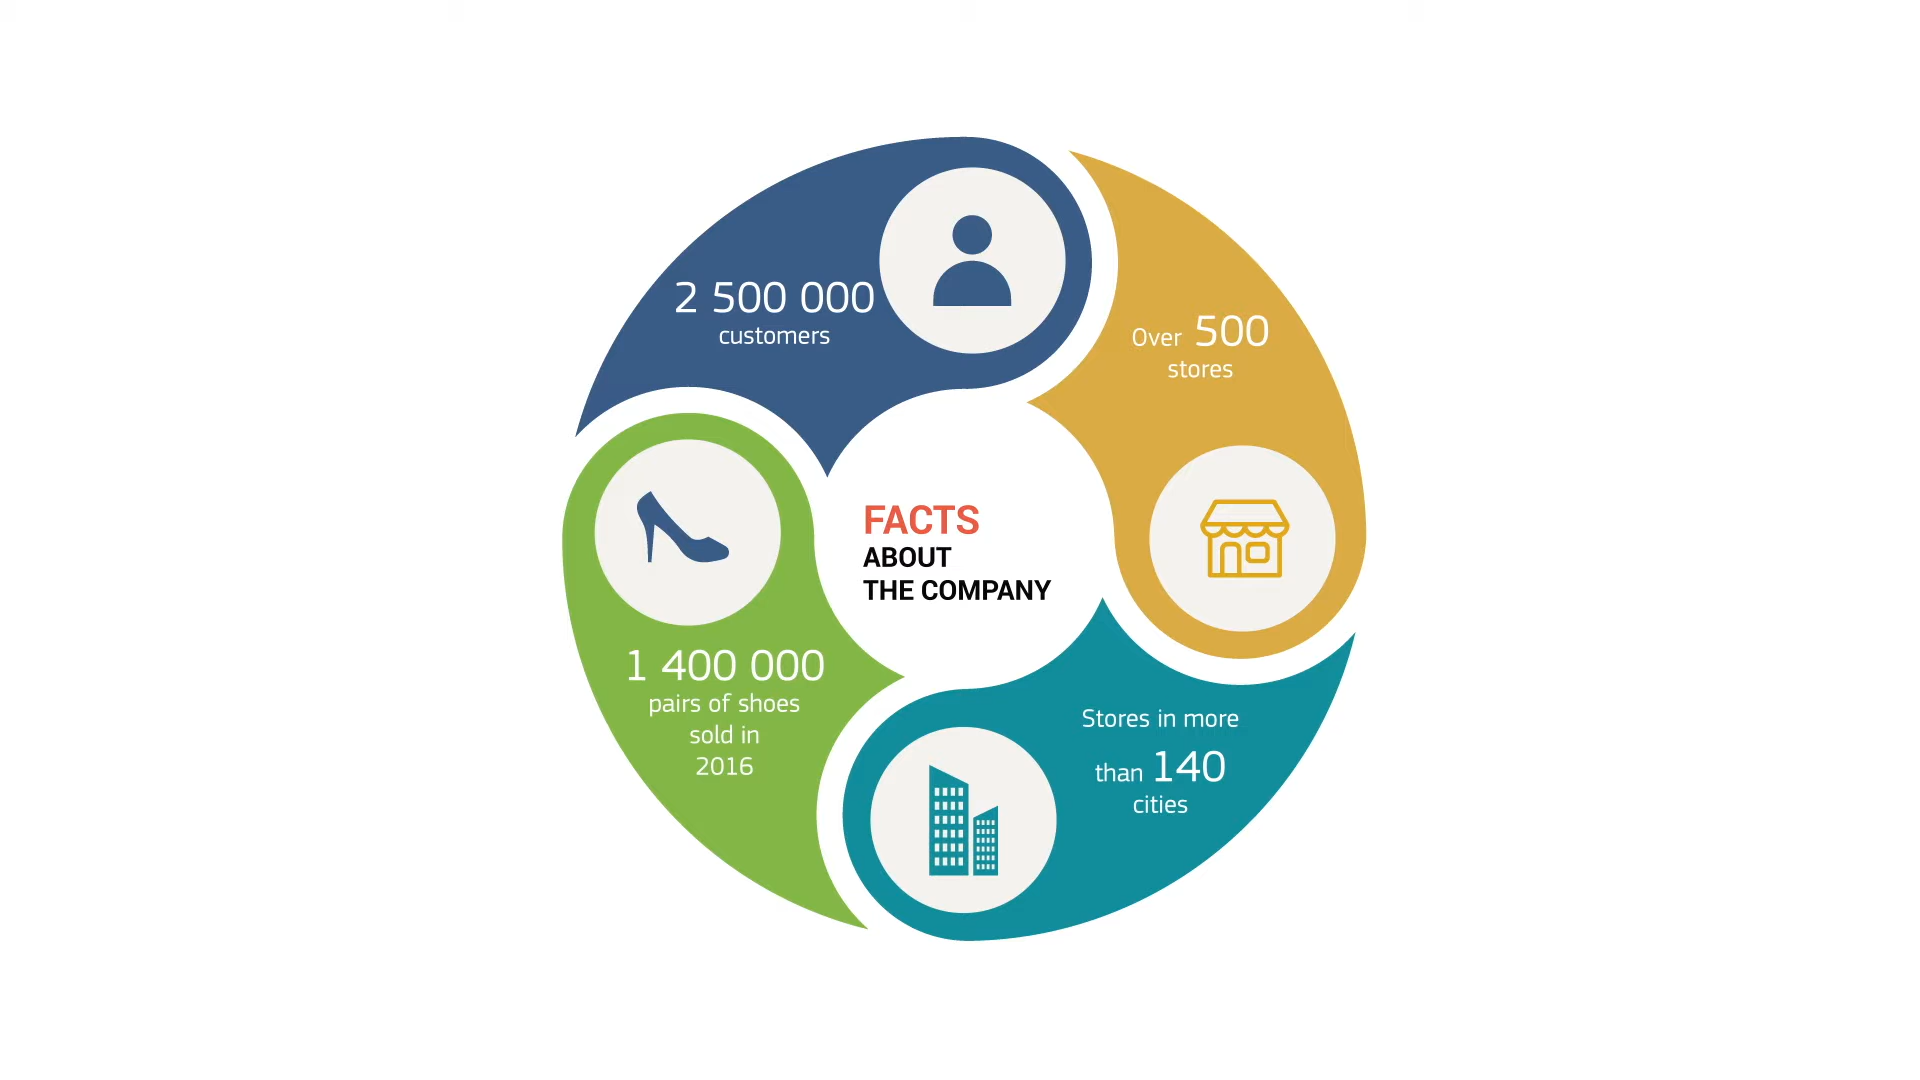 FACTS
ABOUT
THE COMPANY
2 500 000
customers
Over 500
stores
1 400 000
pairs of shoes
sold in
2016
Stores in more
than 140
cities